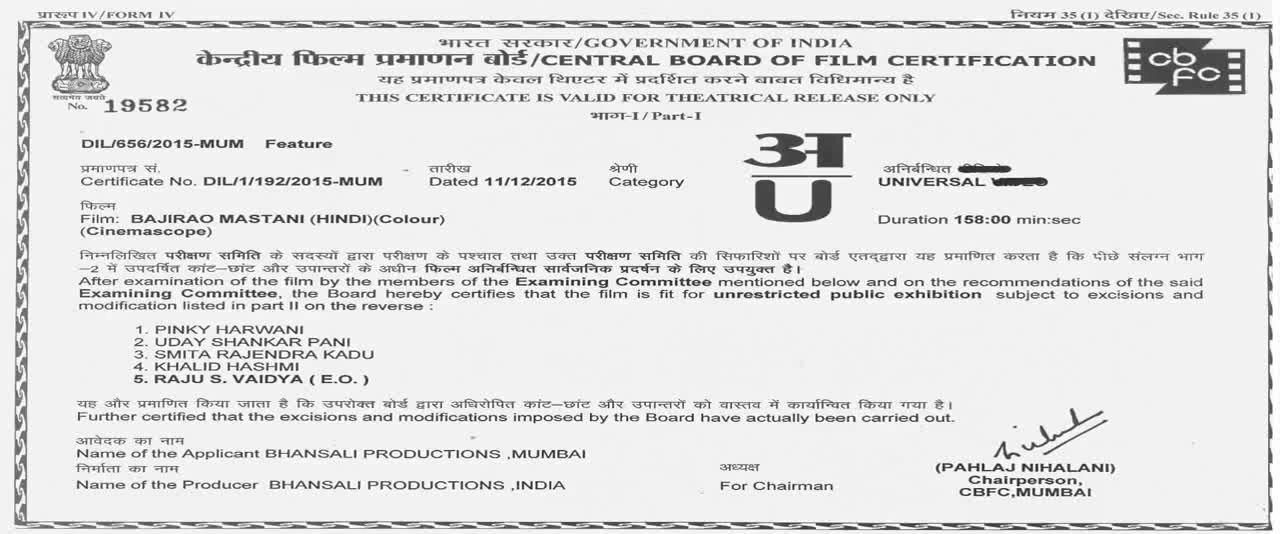 प्रारूप IV/FORM IV
नियम 35 (1) देखिए/Sec. Rule 35 (1)
भारत सरकार/GOVERNMENT OF INDIA
केन्द्रीय फिल्म प्रमाणन बोर्ड/CENTRAL BOARD OF FILM CERTIFICATION
यह प्रमाणपत्र केवल थिएटर में प्रदर्शित करने बाबत विधिमान्य है
THIS CERTIFICATE IS VALID FOR THEATRICAL RELEASE ONLY
भाग-I/Part-I
सत्यमेव जयते
No. 19582
cbfc
DIL/656/2015-MUM Feature
प्रमाणपत्र सं. तारीख श्रेणी अ अनिर्बन्धित
Certificate No. DIL/1/192/2015-MUM Dated 11/12/2015 Category U UNIVERSAL
फिल्म
Film: BAJIRAO MASTANI (HINDI)(Colour) Duration 158:00 min:sec
(Cinemascope)
निम्नलिखित परीक्षण समिति के सदस्यों द्वारा परीक्षण के पश्चात तथा उक्त परीक्षण समिति की सिफारिशों पर बोर्ड एतद्द्वारा यह प्रमाणित करता है कि पीछे संलग्न भाग
-2 में उपदर्षित कांट-छांट और उपान्तरों के अधीन फिल्म अनिर्बन्धित सार्वजनिक प्रदर्षन के लिए उपयुक्त है।
After examination of the film by the members of the Examining Committee mentioned below and on the recommendations of the said
Examining Committee, the Board hereby certifies that the film is fit for unrestricted public exhibition subject to excisions and
modification listed in part II on the reverse :
1. PINKY HARWANI
2. UDAY SHANKAR PANI
3. SMITA RAJENDRA KADU
4. KHALID HASHMI
5. RAJU S. VAIDYA ( E.O. )
यह और प्रमाणित किया जाता है कि उपरोक्त बोर्ड द्वारा अधिरोपित कांट-छांट और उपान्तरों को वास्तव में कार्यान्वित किया गया है।
Further certified that the excisions and modifications imposed by the Board have actually been carried out.
आवेदक का नाम
Name of the Applicant BHANSALI PRODUCTIONS ,MUMBAI
निर्माता का नाम
Name of the Producer BHANSALI PRODUCTIONS ,INDIA
अध्यक्ष
For Chairman
(PAHLAJ NIHALANI)
Chairperson,
CBFC,MUMBAI